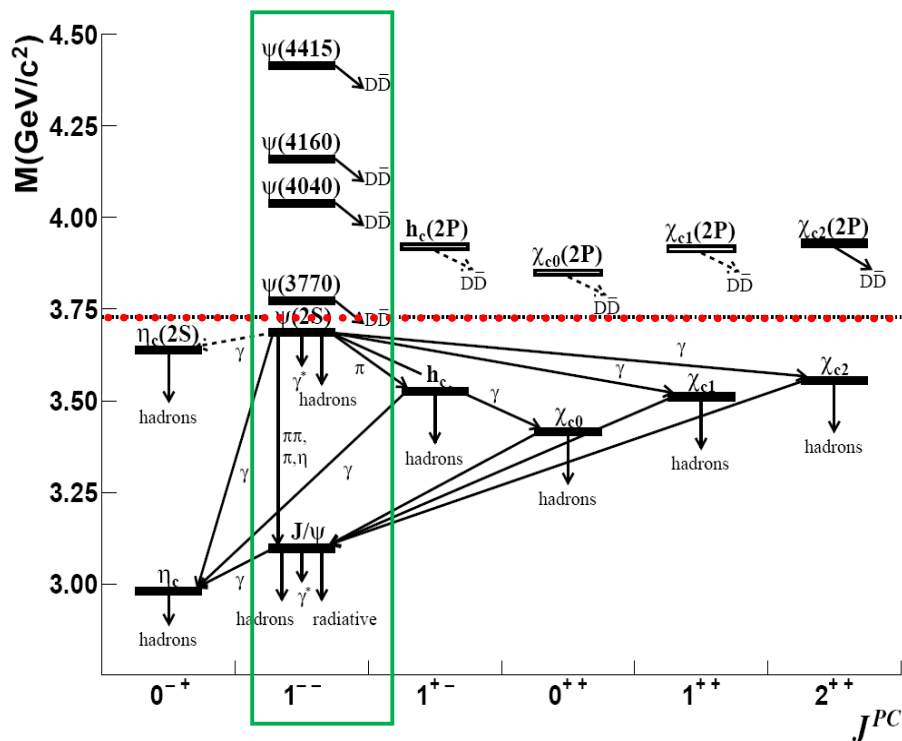 4.50
4.25
4.00
3.75
3.50
3.25
3.00
M(GeV/c²)
ψ(4415)
DD̄
ψ(4160)
DD̄
ψ(4040)
DD̄
h_c(2P)
DD̄
χ_c0(2P)
DD̄
χ_c1(2P)
DD̄
χ_c2(2P)
DD̄
ψ(3770)
DD̄
η_c(2S)
ψ(2S)
γ
hadrons
γ*
hadrons
π
h_c
hadrons
γ
χ_c0
hadrons
γ
χ_c1
hadrons
γ
χ_c2
hadrons
γ
ππ,
π,η
γ
J/ψ
hadrons
γ*
radiative
γ
η_c
hadrons
0⁻⁺
1⁻⁻
1⁺⁻
0⁺⁺
1⁺⁺
2⁺⁺
J^PC